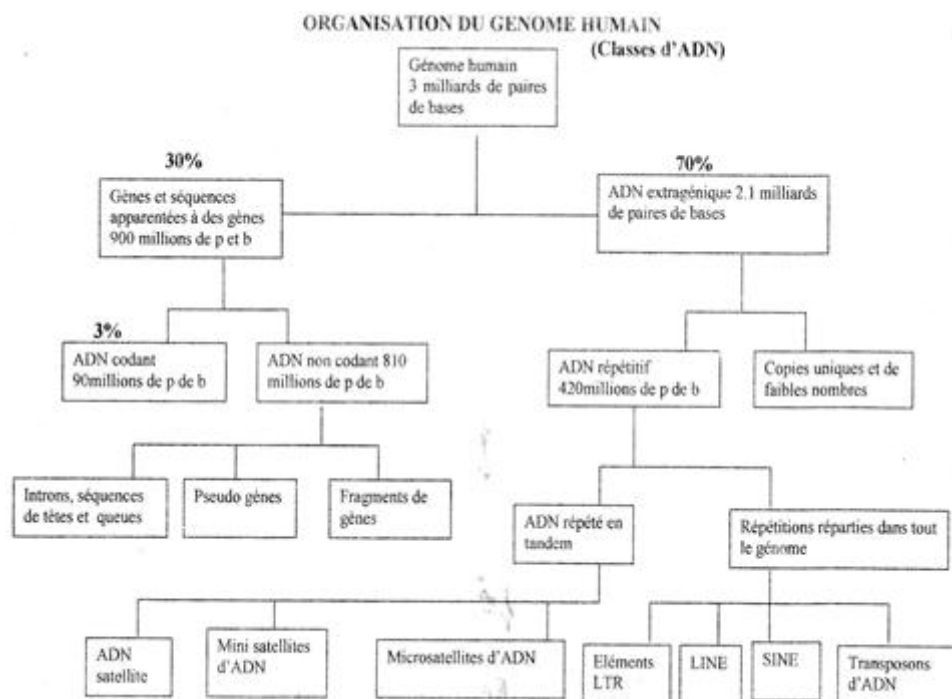 ORGANISATION DU GENOME HUMAIN
(Classes d'ADN)
Génome humain
3 milliards de paires
de bases
30%
70%
Gènes et séquences
apparentées à des gènes
900 millions de p et b
ADN extragénique 2.1 milliards
de paires de bases
3%
ADN codant
90millions de p de b
ADN non codant 810
millions de p de b
ADN répétitif
420millions de p de b
Copies uniques et de
faibles nombres
Introns, séquences
de têtes et queues
Pseudo gènes
Fragments de
gènes
ADN répété en
tandem
Répétitions réparties dans tout
le génome
ADN
satellite
Mini satellites
d'ADN
Microsatellites d'ADN
Eléments
LTR
LINE
SINE
Transposons
d'ADN